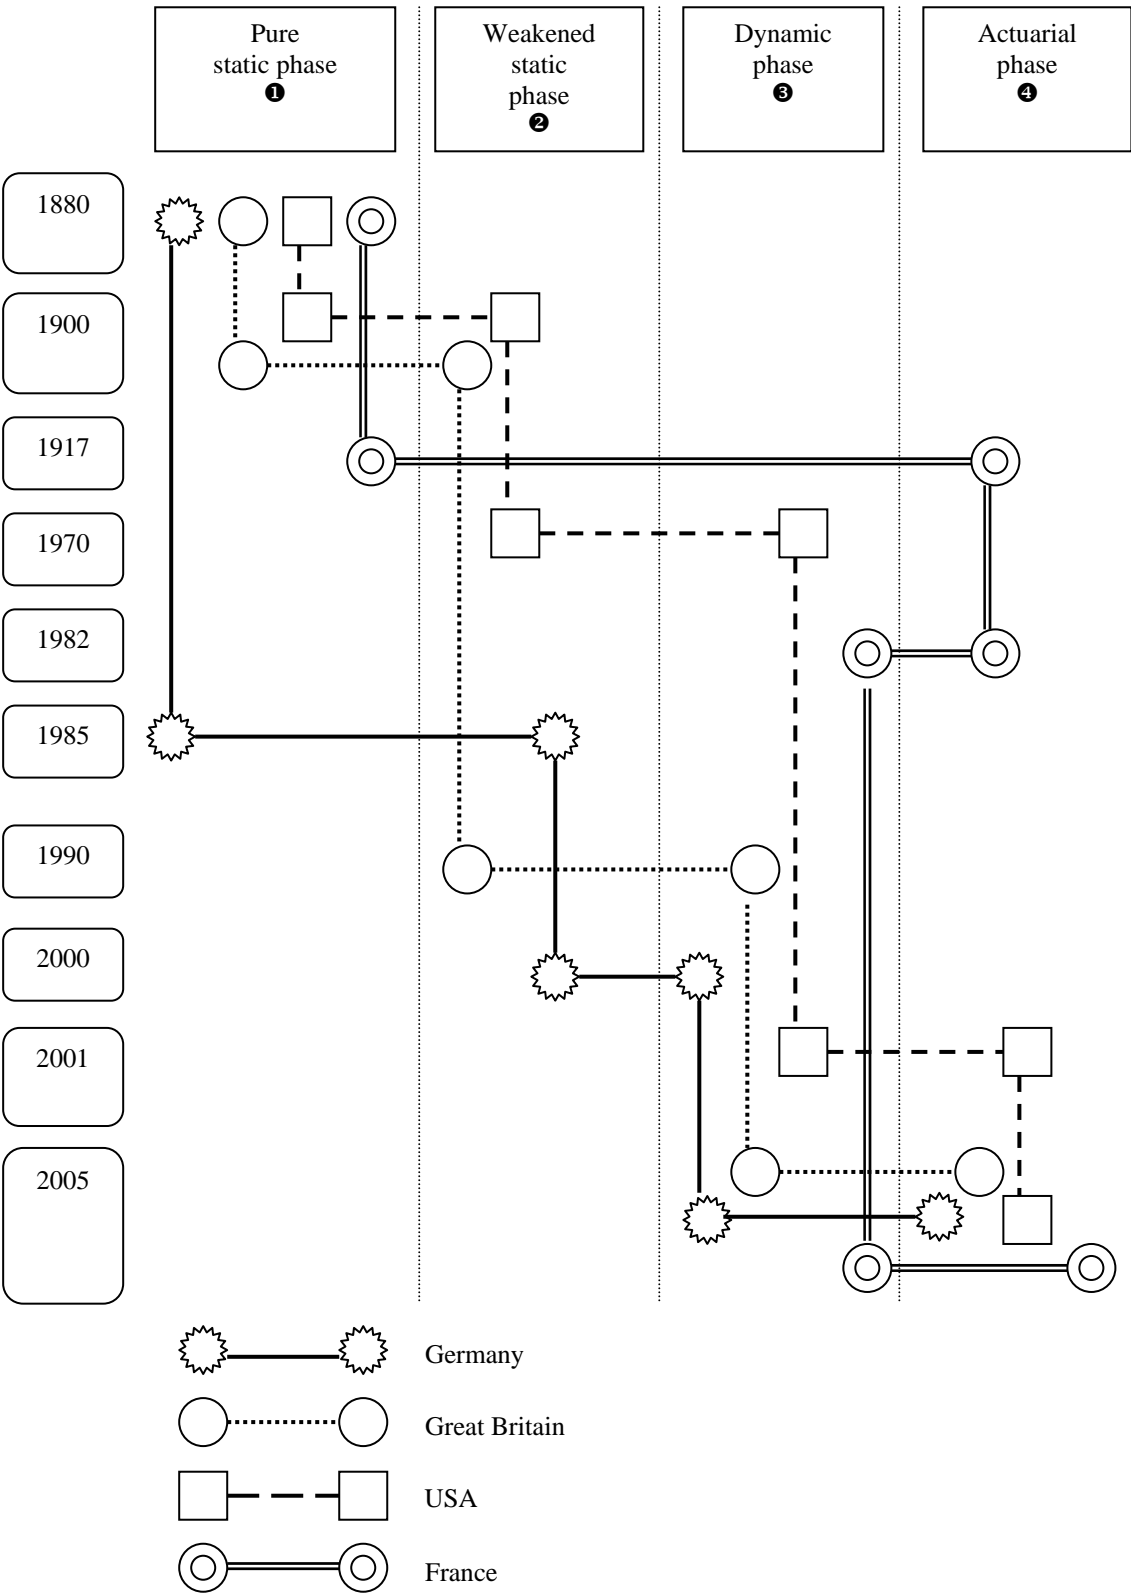 Pure
static phase
❶
Weakened
static
phase
❷
Dynamic
phase
❸
Actuarial
phase
❹
1880
1900
1917
1970
1982
1985
1990
2000
2001
2005
Germany
Great Britain
USA
France